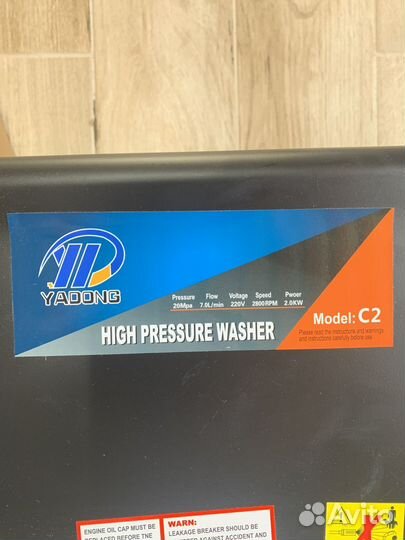 YADONG
Pressure Flow Voltage Speed Pwoer
20Mpa 7.0L/min 220V 2800RPM 2.0KW
HIGH PRESSURE WASHER
Model: C2
Please read the instructions and warnings
and instructions carefully before use.
ENGINE OIL CAP MUST BE
REPLACED BEFORE THE
WARN:
LEAKAGE BREAKER SHOULD BE
AGAINST ACCIDENT AND
Avito